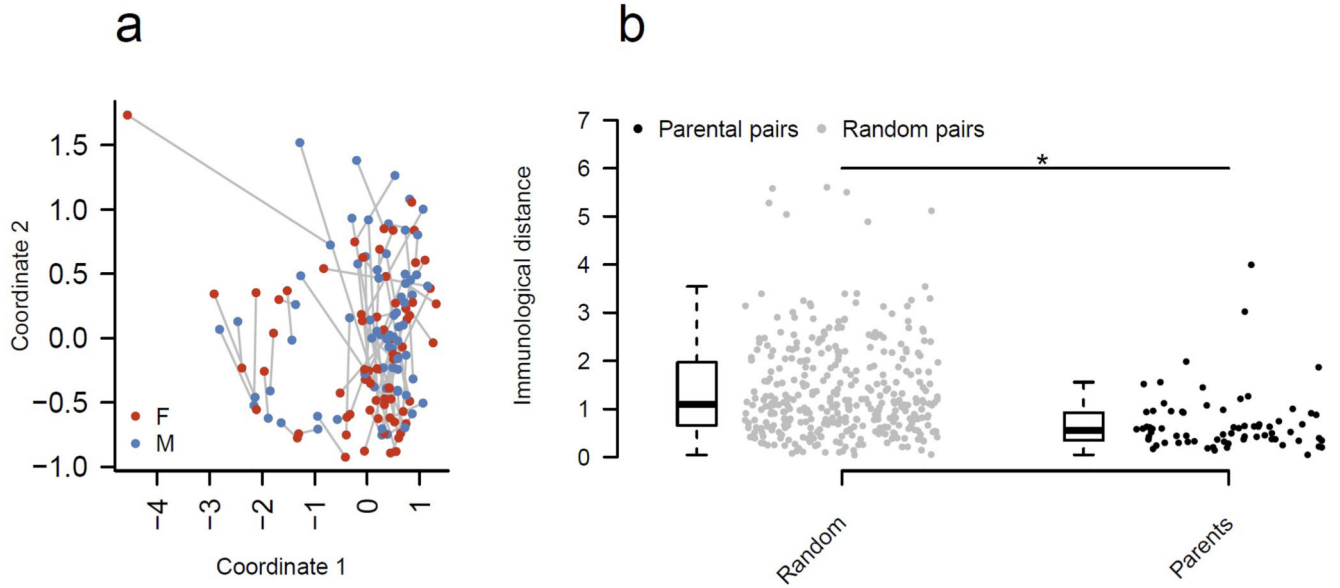 a
Coordinate 2
1.5
1.0
0.5
0.0
−0.5
−1.0
F
M
−4
−3
−2
−1
0
1
Coordinate 1
b
Immunological distance
7
6
5
4
3
2
1
0
Parental pairs
Random pairs
*
Random
Parents